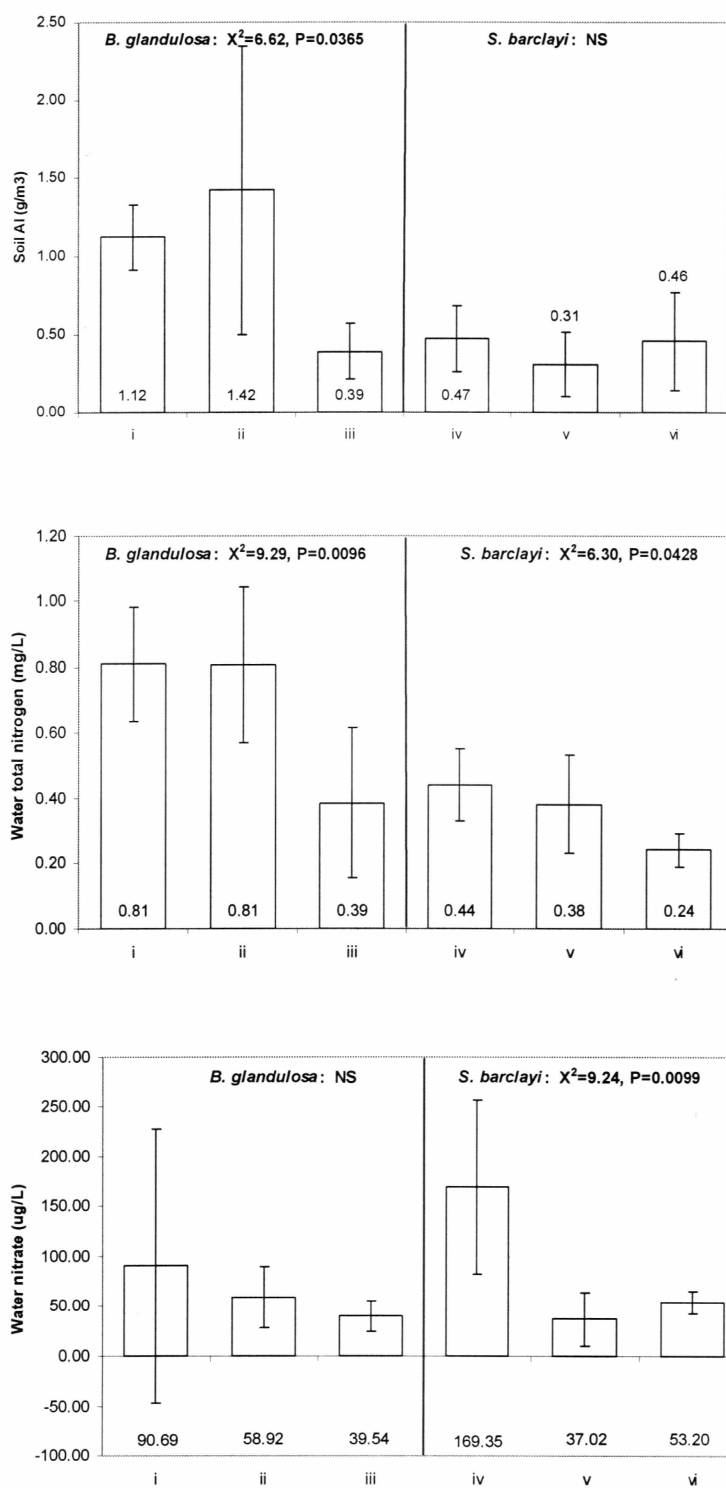 B. glandulosa: X²=6.62, P=0.0365 S. barclayi: NS
Soil Al (g/m3)
2.50
2.00
1.50
1.00
0.50
0.00
0.46
0.31
1.12 1.42 0.39 0.47
i ii iii iv v vi
B. glandulosa: X²=9.29, P=0.0096 S. barclayi: X²=6.30, P=0.0428
Water total nitrogen (mg/L)
1.20
1.00
0.80
0.60
0.40
0.20
0.00
0.81 0.81 0.39 0.44 0.38 0.24
i ii iii iv v vi
B. glandulosa: NS S. barclayi: X²=9.24, P=0.0099
Water nitrate (ug/L)
300.00
250.00
200.00
150.00
100.00
50.00
0.00
-50.00
-100.00
90.69 58.92 39.54 169.35 37.02 53.20
i ii iii iv v vi